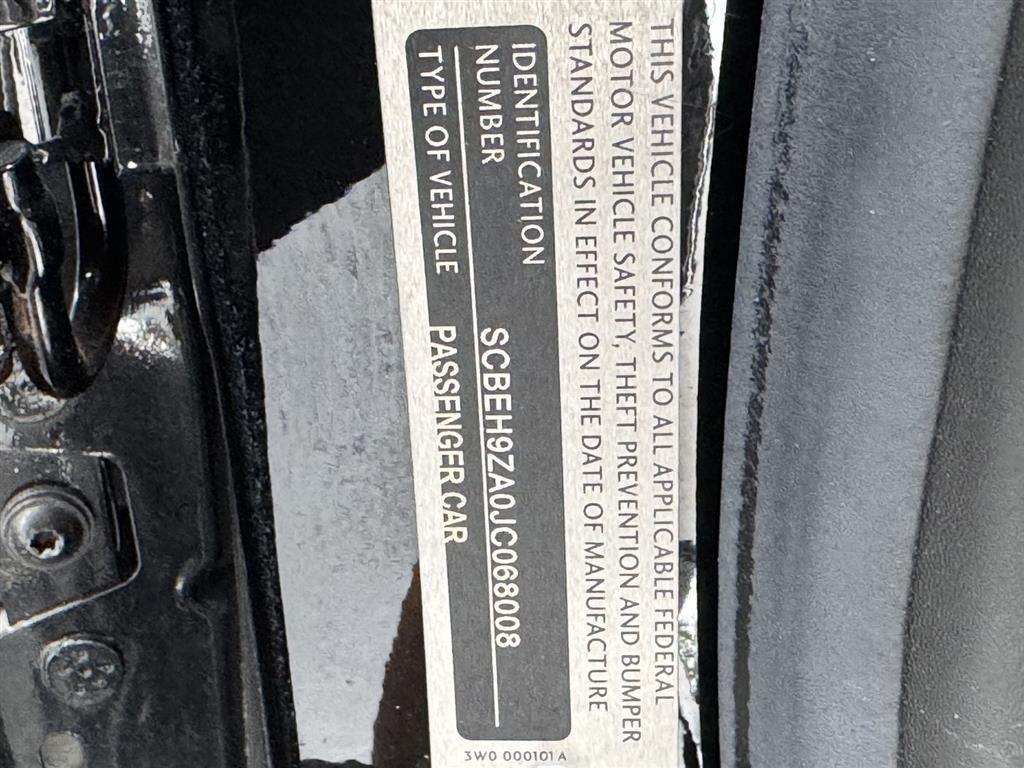 THIS VEHICLE CONFORMS TO ALL APPLICABLE FEDERAL
MOTOR VEHICLE SAFETY, THEFT PREVENTION AND BUMPER
STANDARDS IN EFFECT ON THE DATE OF MANUFACTURE
IDENTIFICATION
NUMBER SCBEH9ZA0JC068008
TYPE OF VEHICLE PASSENGER CAR
3W0 000101 A